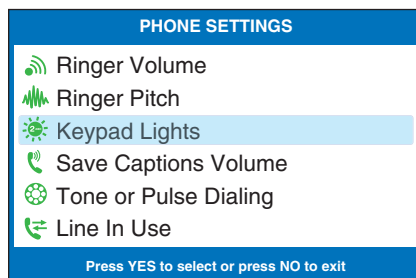 PHONE SETTINGS
Ringer Volume
Ringer Pitch
Keypad Lights
Save Captions Volume
Tone or Pulse Dialing
Line In Use
Press YES to select or press NO to exit